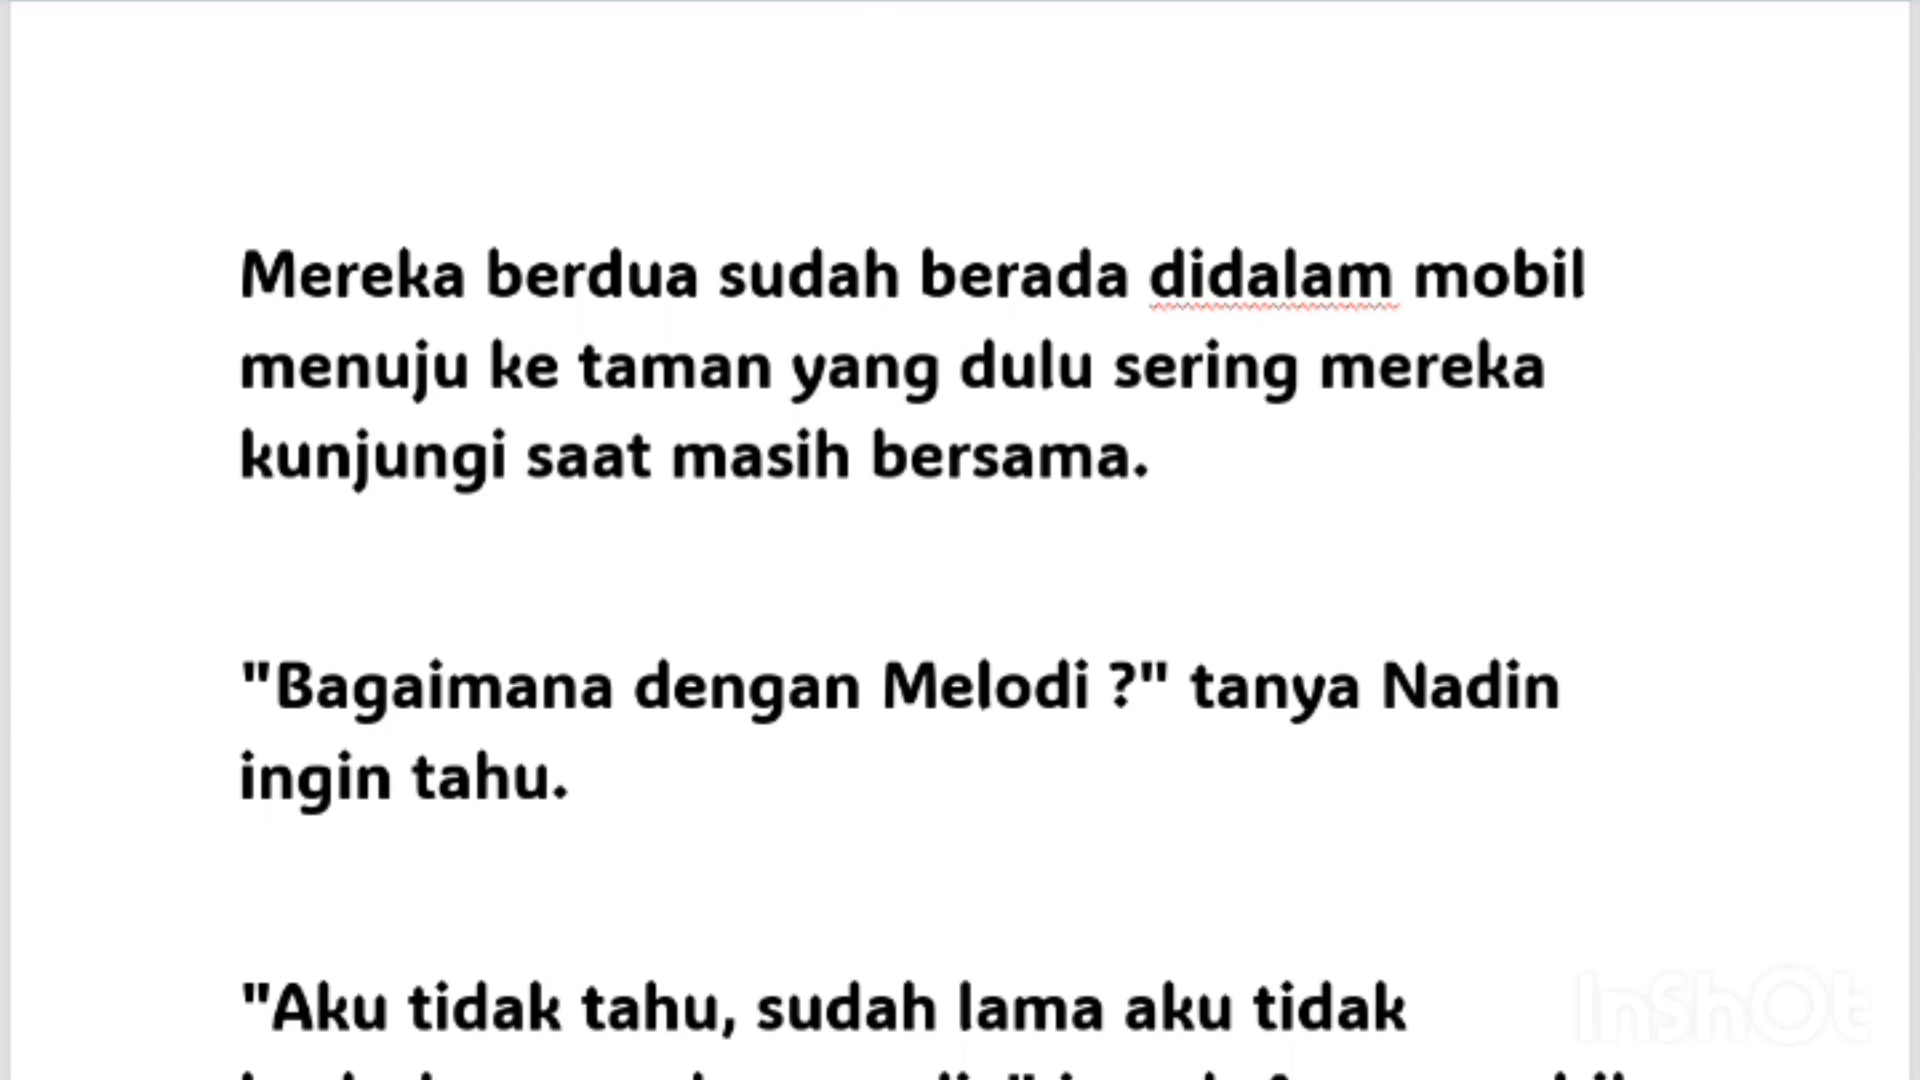 Mereka berdua sudah berada didalam mobil
menuju ke taman yang dulu sering mereka
kunjungi saat masih bersama.
"Bagaimana dengan Melodi ?" tanya Nadin
ingin tahu.
"Aku tidak tahu, sudah lama aku tidak
InShOt